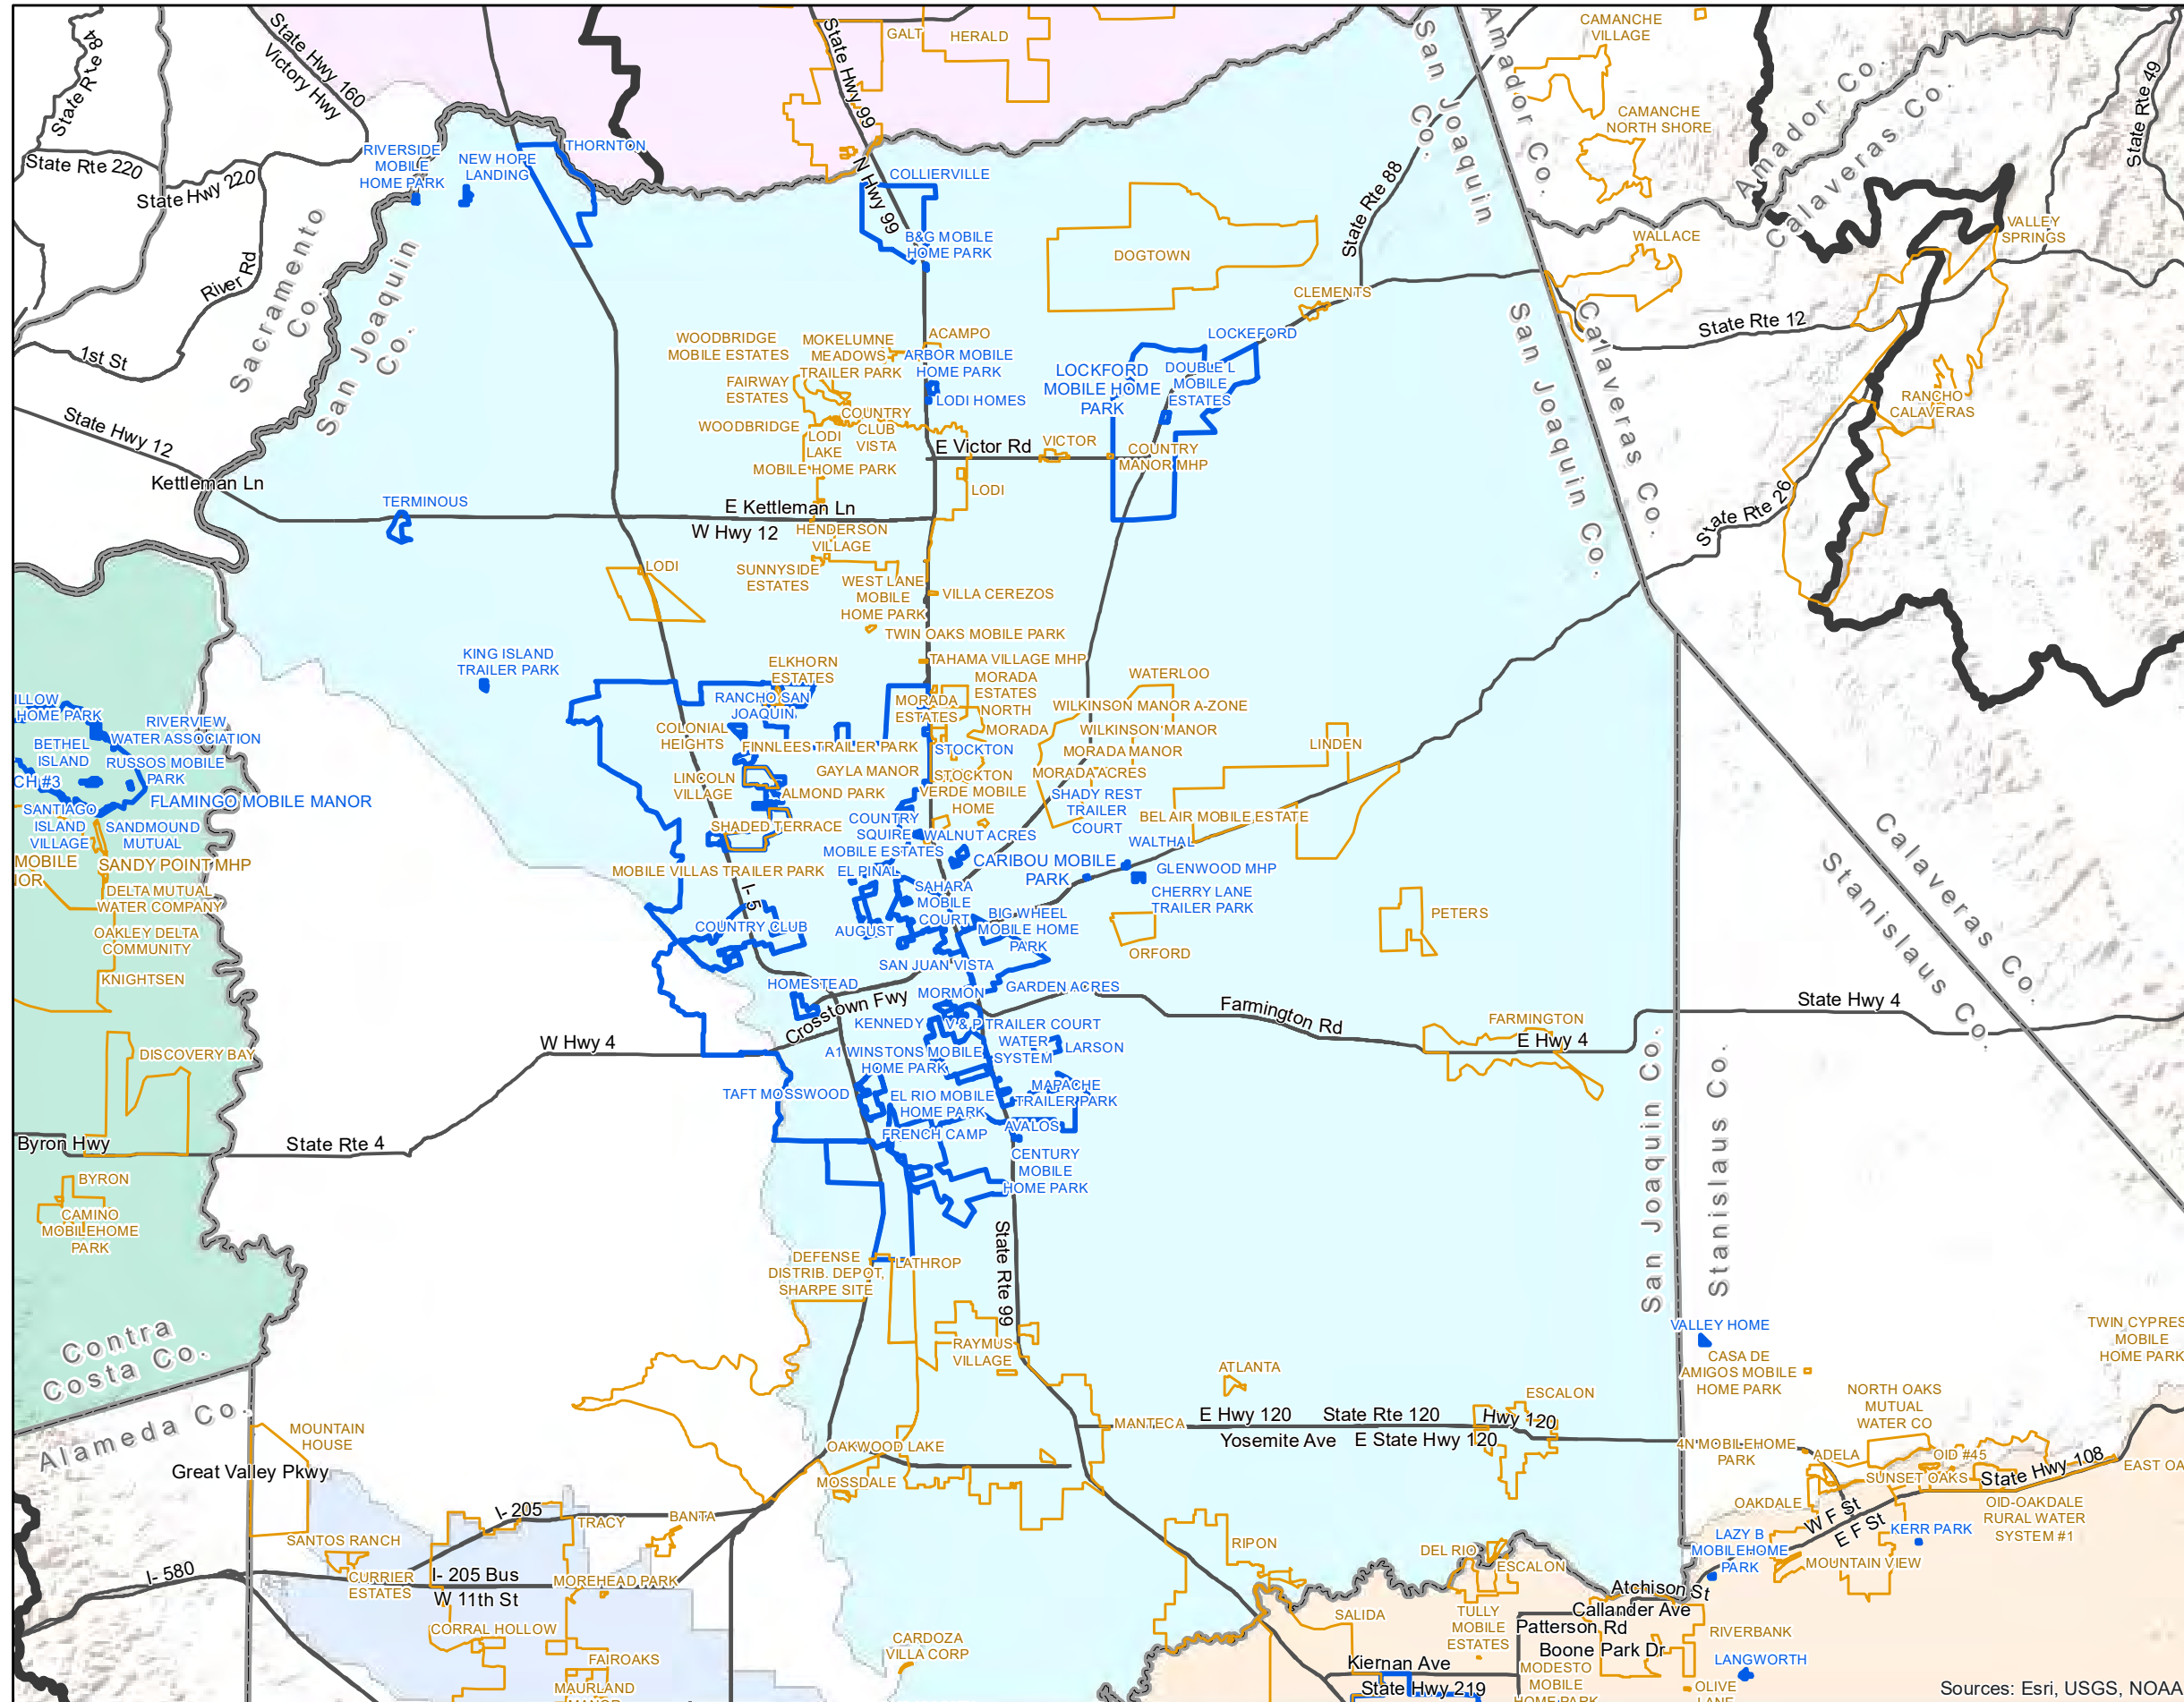 State Rte 84
State Hwy 160
Victory Hwy
State Rte 220
State Hwy 220
River Rd
1st St
State Hwy 12
Kettleman Ln
Sacramento
Co.
San Joaquin
Co.
RIVERSIDE
MOBILE
HOME PARK
NEW HOPE
LANDING
THORNTON
State Hwy 99
GALT
HERALD
N Hwy 99
COLLIERVILLE
B&G MOBILE
HOME PARK
DOGTOWN
CLEMENTS
State Rte 88
San Joaquin
Co.
Amador Co.
CAMANCHE
VILLAGE
CAMANCHE
NORTH SHORE
Amador Co.
Calaveras Co.
State Rte 49
WALLACE
VALLEY
SPRINGS
State Rte 12
RANCHO
CALAVERAS
State Rte 26
San Joaquin Co.
Calaveras Co.
WOODBRIDGE
MOBILE ESTATES
MOKELUMNE
MEADOWS
TRAILER PARK
ACAMPO
ARBOR MOBILE
HOME PARK
FAIRWAY
ESTATES
LODI HOMES
WOODBRIDGE
COUNTRY
CLUB
VISTA
LODI
LAKE
MOBILE HOME PARK
LOCKEFORD
LOCKFORD
MOBILE HOME
PARK
DOUBLE L
MOBILE
ESTATES
E Victor Rd
VICTOR
COUNTRY
MANOR MHP
LODI
TERMINOUS
E Kettleman Ln
W Hwy 12
HENDERSON
VILLAGE
SUNNYSIDE
ESTATES
LODI
WEST LANE
MOBILE
HOME PARK
VILLA CEREZOS
TWIN OAKS MOBILE PARK
KING ISLAND
TRAILER PARK
ELKHORN
ESTATES
TAHAMA VILLAGE MHP
MORADA
ESTATES
NORTH
WATERLOO
RANCHO SAN
JOAQUIN
MORADA
ESTATES
WILKINSON MANOR A-ZONE
COLONIAL
HEIGHTS
MORADA
WILKINSON MANOR
FINNLEES TRAILER PARK
STOCKTON
MORADA MANOR
LINDEN
LINCOLN
VILLAGE
GAYLA MANOR
STOCKTON
VERDE MOBILE
HOME
MORADA ACRES
ALMOND PARK
SHADY REST
TRAILER
COURT
BEL AIR MOBILE ESTATE
SHADED TERRACE
COUNTRY
SQUIRE
MOBILE ESTATES
WALNUT ACRES
WALTHAL
MOBILE VILLAS TRAILER PARK
EL PINAL
CARIBOU MOBILE
PARK
GLENWOOD MHP
SAHARA
MOBILE
COURT
CHERRY LANE
TRAILER PARK
I- 5
COUNTRY CLUB
AUGUST
BIG WHEEL
MOBILE HOME
PARK
ORFORD
PETERS
SAN JUAN VISTA
HOMESTEAD
Crosstown Fwy
MORMON
GARDEN ACRES
Farmington Rd
FARMINGTON
E Hwy 4
State Hwy 4
KENNEDY
V & P TRAILER COURT
WATER
SYSTEM
LARSON
W Hwy 4
A1 WINSTONS MOBILE
HOME PARK
TAFT MOSSWOOD
EL RIO MOBILE
HOME PARK
MAPACHE
TRAILER PARK
FRENCH CAMP
AVALOS
CENTURY
MOBILE
HOME PARK
ILLOW
HOME PARK
RIVERVIEW
WATER ASSOCIATION
BETHEL
ISLAND
RUSSOS MOBILE
PARK
CH #3
FLAMINGO MOBILE MANOR
SANTIAGO
ISLAND
VILLAGE
SANDMOUND
MUTUAL
MOBILE
NOR
SANDY POINT MHP
DELTA MUTUAL
WATER COMPANY
OAKLEY DELTA
COMMUNITY
KNIGHTSEN
DISCOVERY BAY
Byron Hwy
State Rte 4
BYRON
CAMINO
MOBILEHOME
PARK
Contra
Costa Co.
Alameda Co.
Calaveras Co.
Stanislaus Co.
San Joaquin Co.
Stanislaus Co.
DEFENSE
DISTRIB. DEPOT,
SHARPE SITE
LATHROP
State Rte 99
RAYMUS
VILLAGE
ATLANTA
ESCALON
MANTECA
E Hwy 120
State Rte 120
Hwy 120
Yosemite Ave
E State Hwy 120
OAKWOOD LAKE
MOSSDALE
MOUNTAIN
HOUSE
Great Valley Pkwy
I- 205
TRACY
BANTA
SANTOS RANCH
I- 580
CURRIER
ESTATES
I- 205 Bus
W 11th St
MOREHEAD PARK
CORRAL HOLLOW
FAIROAKS
MAURLAND
CARDOZA
VILLA CORP
RIPON
DEL RIO
ESCALON
SALIDA
TULLY
MOBILE
ESTATES
Kiernan Ave
State Hwy 219
Atchison St
Callander Ave
Patterson Rd
Boone Park Dr
MODESTO
MOBILE
HOME PARK
RIVERBANK
LANGWORTH
OLIVE
LANE
VALLEY HOME
CASA DE
AMIGOS MOBILE
HOME PARK
TWIN CYPRES
MOBILE
HOME PARK
NORTH OAKS
MUTUAL
WATER CO
4N MOBILEHOME
PARK
ADELA
OID #45
SUNSET OAKS
State Hwy 108
EAST OA
OAKDALE
W F St
E F St
OID-OAKDALE
RURAL WATER
SYSTEM #1
KERR PARK
LAZY B
MOBILEHOME
PARK
MOUNTAIN VIEW
Sources: Esri, USGS, NOAA